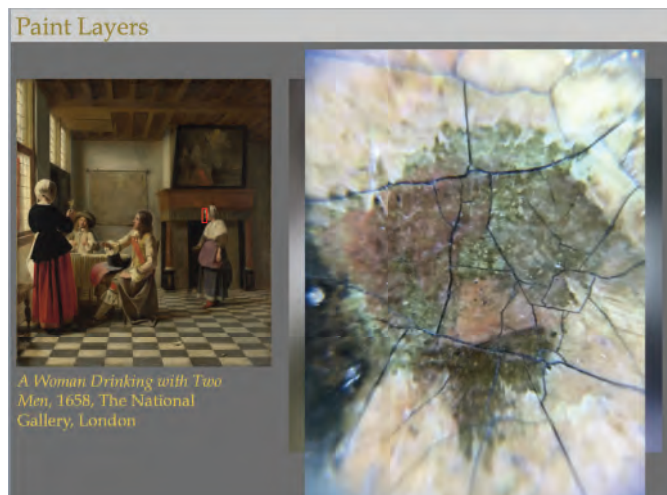 Paint Layers
A Woman Drinking with Two
Men, 1658, The National
Gallery, London